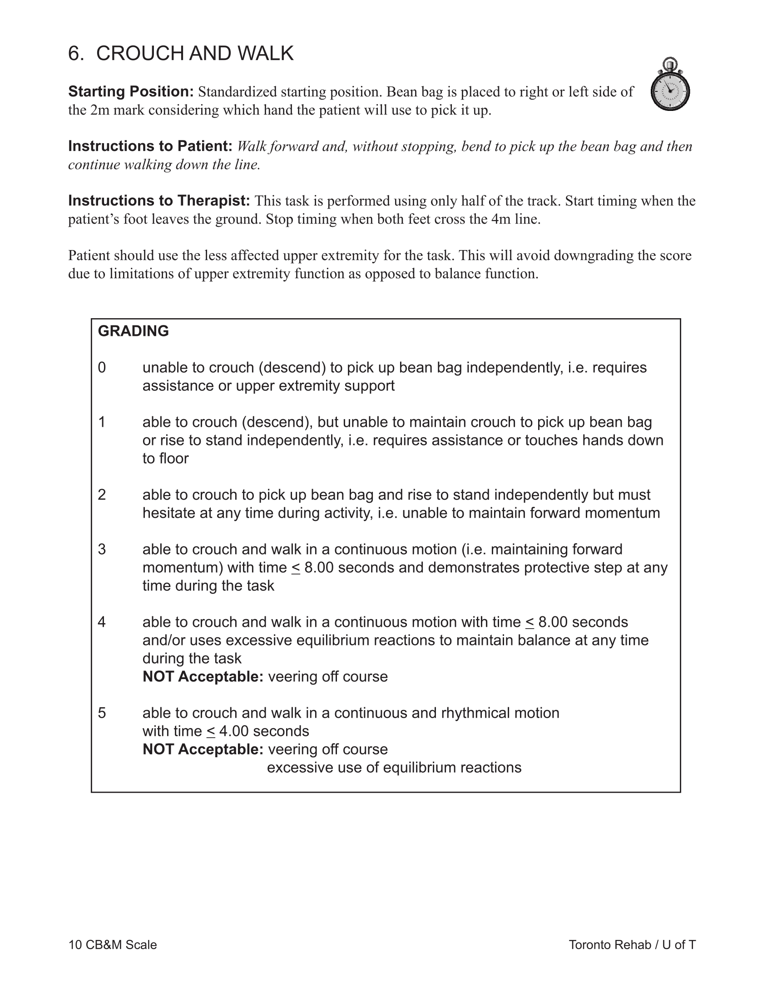 6. CROUCH AND WALK
Starting Position: Standardized starting position. Bean bag is placed to right or left side of
the 2m mark considering which hand the patient will use to pick it up.
Instructions to Patient: Walk forward and, without stopping, bend to pick up the bean bag and then
continue walking down the line.
Instructions to Therapist: This task is performed using only half of the track. Start timing when the
patient’s foot leaves the ground. Stop timing when both feet cross the 4m line.
Patient should use the less affected upper extremity for the task. This will avoid downgrading the score
due to limitations of upper extremity function as opposed to balance function.
GRADING
0 unable to crouch (descend) to pick up bean bag independently, i.e. requires
assistance or upper extremity support
1 able to crouch (descend), but unable to maintain crouch to pick up bean bag
or rise to stand independently, i.e. requires assistance or touches hands down
to floor
2 able to crouch to pick up bean bag and rise to stand independently but must
hesitate at any time during activity, i.e. unable to maintain forward momentum
3 able to crouch and walk in a continuous motion (i.e. maintaining forward
momentum) with time ≤ 8.00 seconds and demonstrates protective step at any
time during the task
4 able to crouch and walk in a continuous motion with time ≤ 8.00 seconds
and/or uses excessive equilibrium reactions to maintain balance at any time
during the task
NOT Acceptable: veering off course
5 able to crouch and walk in a continuous and rhythmical motion
with time ≤ 4.00 seconds
NOT Acceptable: veering off course
excessive use of equilibrium reactions
10 CB&M Scale
Toronto Rehab / U of T